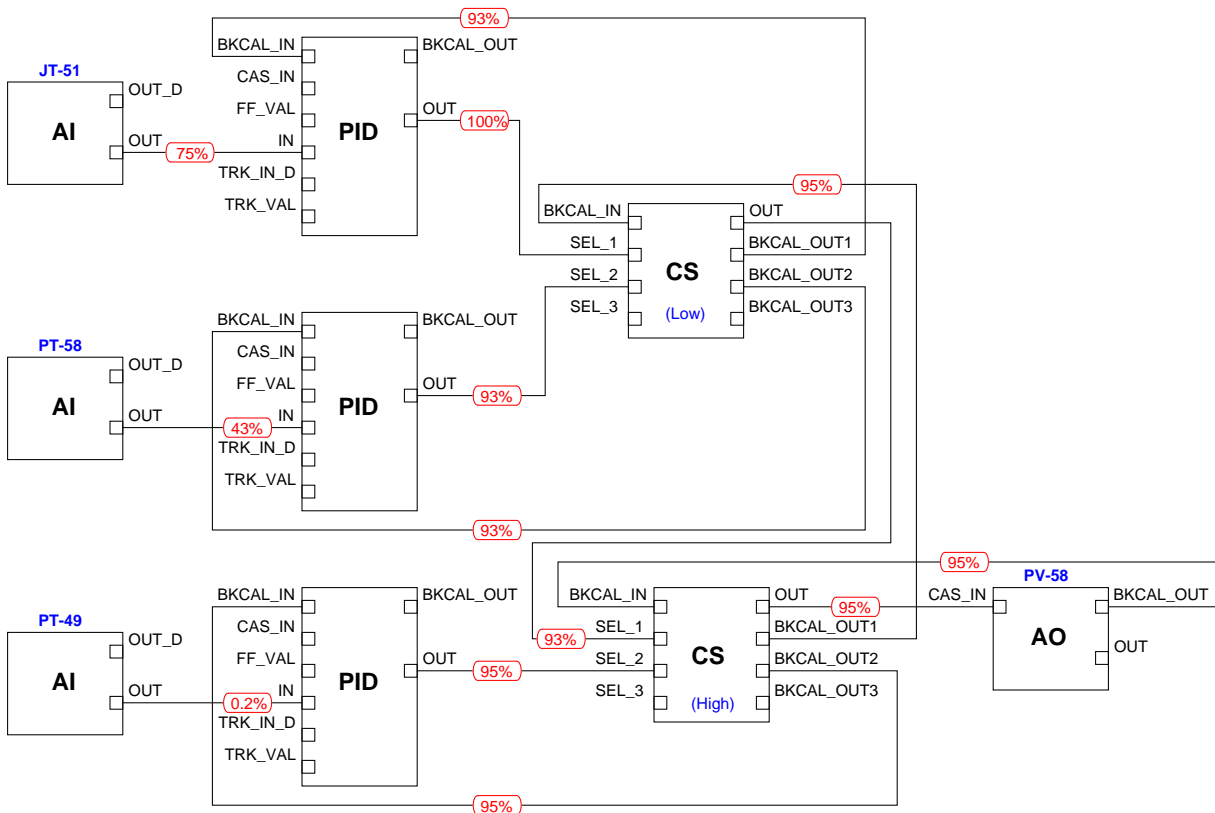 93%
BKCAL_IN
BKCAL_OUT
JT-51
OUT_D
CAS_IN
AI
FF_VAL
PID
OUT
100%
OUT
75%
IN
TRK_IN_D
TRK_VAL
95%
BKCAL_IN
OUT
SEL_1
BKCAL_OUT1
CS
SEL_2
BKCAL_OUT2
SEL_3
(Low)
BKCAL_OUT3
BKCAL_IN
BKCAL_OUT
PT-58
OUT_D
CAS_IN
AI
FF_VAL
PID
OUT
93%
OUT
43%
IN
TRK_IN_D
TRK_VAL
93%
95%
BKCAL_IN
BKCAL_OUT
PT-49
OUT_D
CAS_IN
AI
FF_VAL
PID
OUT
95%
OUT
0.2%
IN
TRK_IN_D
TRK_VAL
95%
BKCAL_IN
OUT
95%
93%
SEL_1
BKCAL_OUT1
CS
SEL_2
BKCAL_OUT2
SEL_3
(High)
BKCAL_OUT3
PV-58
CAS_IN
BKCAL_OUT
AO
OUT